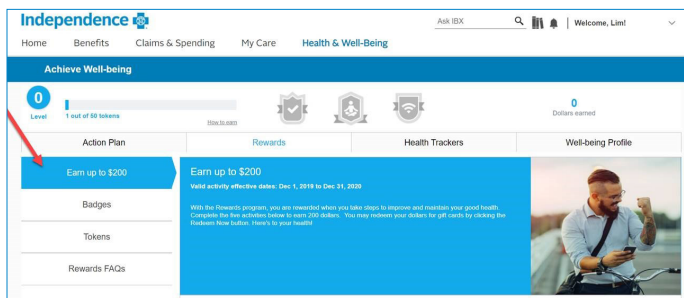 Independence
Ask IBX
Welcome, Lim!
Home Benefits Claims & Spending My Care Health & Well-Being
Achieve Well-being
0
Level
1 out of 50 tokens
How to earn
0
Dollars earned
Action Plan Rewards Health Trackers Well-being Profile
Earn up to $200
Badges
Tokens
Rewards FAQs
Earn up to $200
Valid activity effective dates: Dec 1, 2019 to Dec 31, 2020
With the Rewards program, you are rewarded when you take steps to improve and maintain your good health.
Complete the five activities below to earn 200 dollars. You may redeem your dollars for gift cards by clicking the
Redeem Now button. Here's to your health!